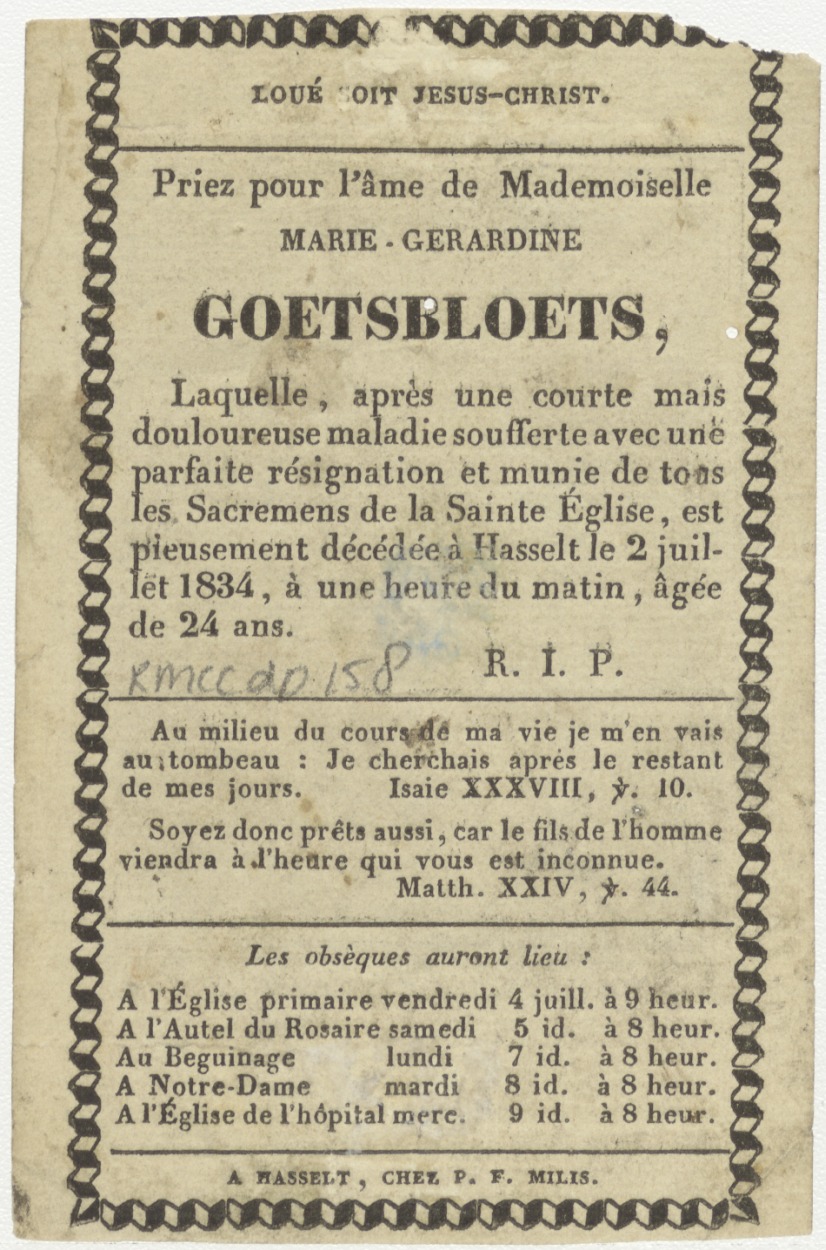 LOUÉ SOIT JESUS-CHRIST.
Priez pour l'âme de Mademoiselle
MARIE - GERARDINE
GOETSBLOETS,
Laquelle, après une courte mais
douloureuse maladie soufferte avec une
parfaite résignation et munie de tous
les Sacremens de la Sainte Église, est
pieusement décédée à Hasselt le 2 juil-
let 1834, à une heure du matin, âgée
de 24 ans.
R. I. P.
RMCC dp 158
Au milieu du cours de ma vie je m'en vais
au tombeau : Je cherchais après le restant
de mes jours. Isaie XXXVIII, ℣. 10.
Soyez donc prêts aussi, car le fils de l'homme
viendra à l'heure qui vous est inconnue.
Matth. XXIV, ℣. 44.
Les obsèques auront lieu :
A l'Église primaire vendredi 4 juill. à 9 heur.
A l'Autel du Rosaire samedi 5 id. à 8 heur.
Au Beguinage lundi 7 id. à 8 heur.
A Notre-Dame mardi 8 id. à 8 heur.
A l'Église de l'hôpital merc. 9 id. à 8 heur.
A HASSELT, CHEZ P. F. MILIS.